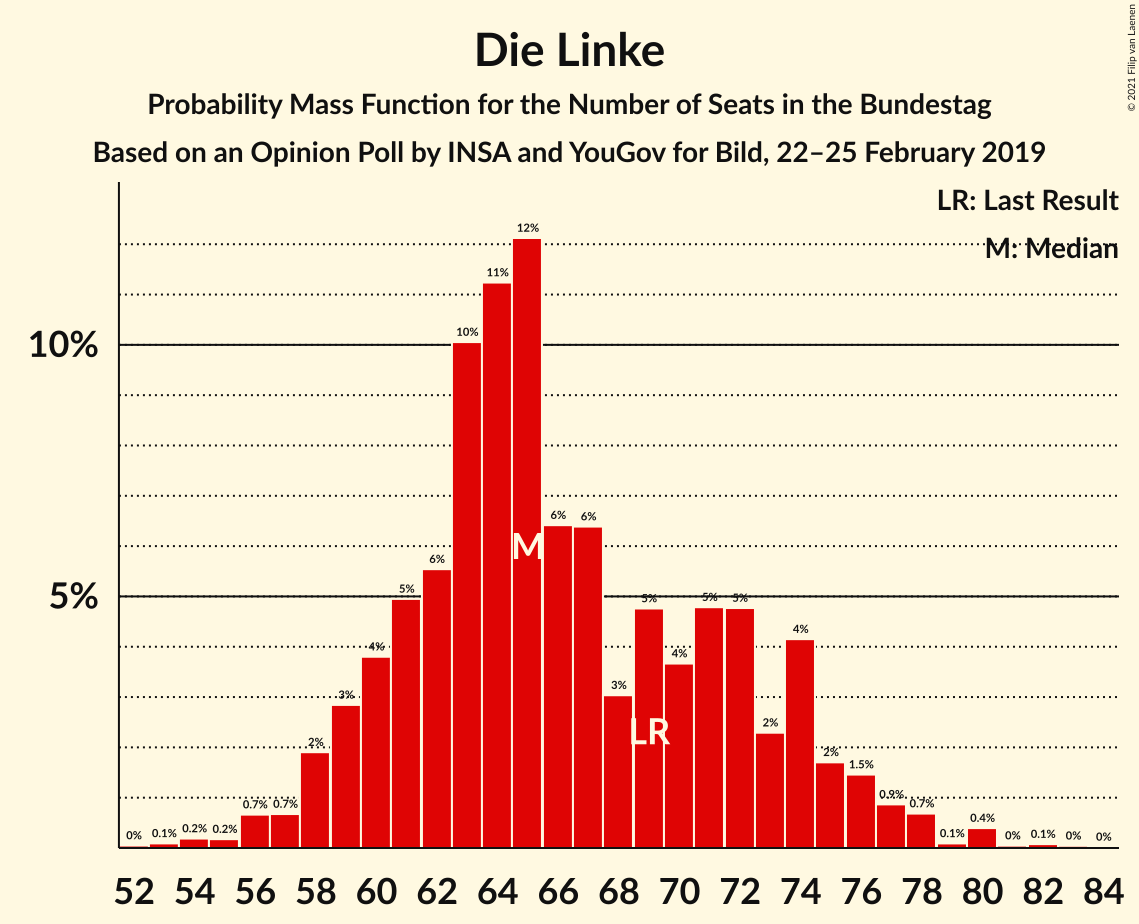 © 2021 Filip van Laenen
Die Linke
Probability Mass Function for the Number of Seats in the Bundestag
Based on an Opinion Poll by INSA and YouGov for Bild, 22–25 February 2019
LR: Last Result
M: Median
10%
5%
0% 0.1% 0.2% 0.2% 0.7% 0.7% 2% 3% 4% 5% 6% 10% 11% 12% 6% 6% 3% 5% 4% 5% 5% 2% 4% 2% 1.5% 0.9% 0.7% 0.1% 0.4% 0% 0.1% 0% 0%
M
LR
52 54 56 58 60 62 64 66 68 70 72 74 76 78 80 82 84